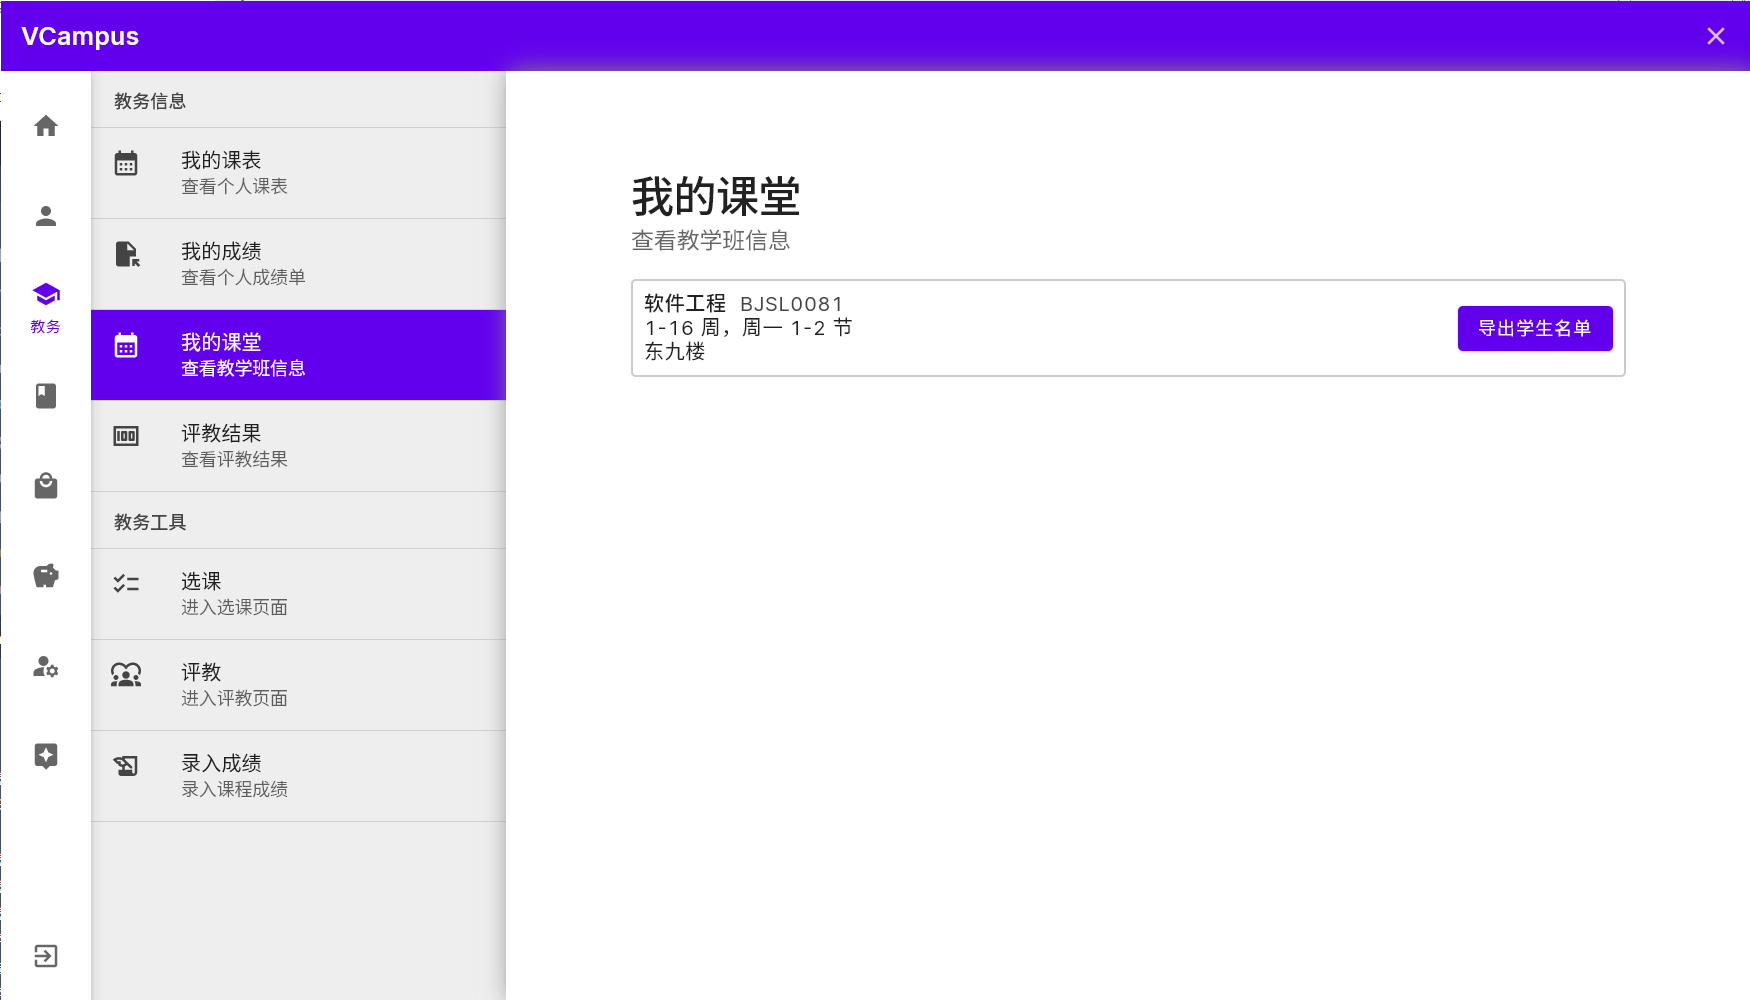 VCampus
教务
教务信息
我的课表
查看个人课表
我的成绩
查看个人成绩单
我的课堂
查看教学班信息
评教结果
查看评教结果
教务工具
选课
进入选课页面
评教
进入评教页面
录入成绩
录入课程成绩
我的课堂
查看教学班信息
软件工程 BJSL0081
1-16 周，周一 1-2 节
东九楼
导出学生名单